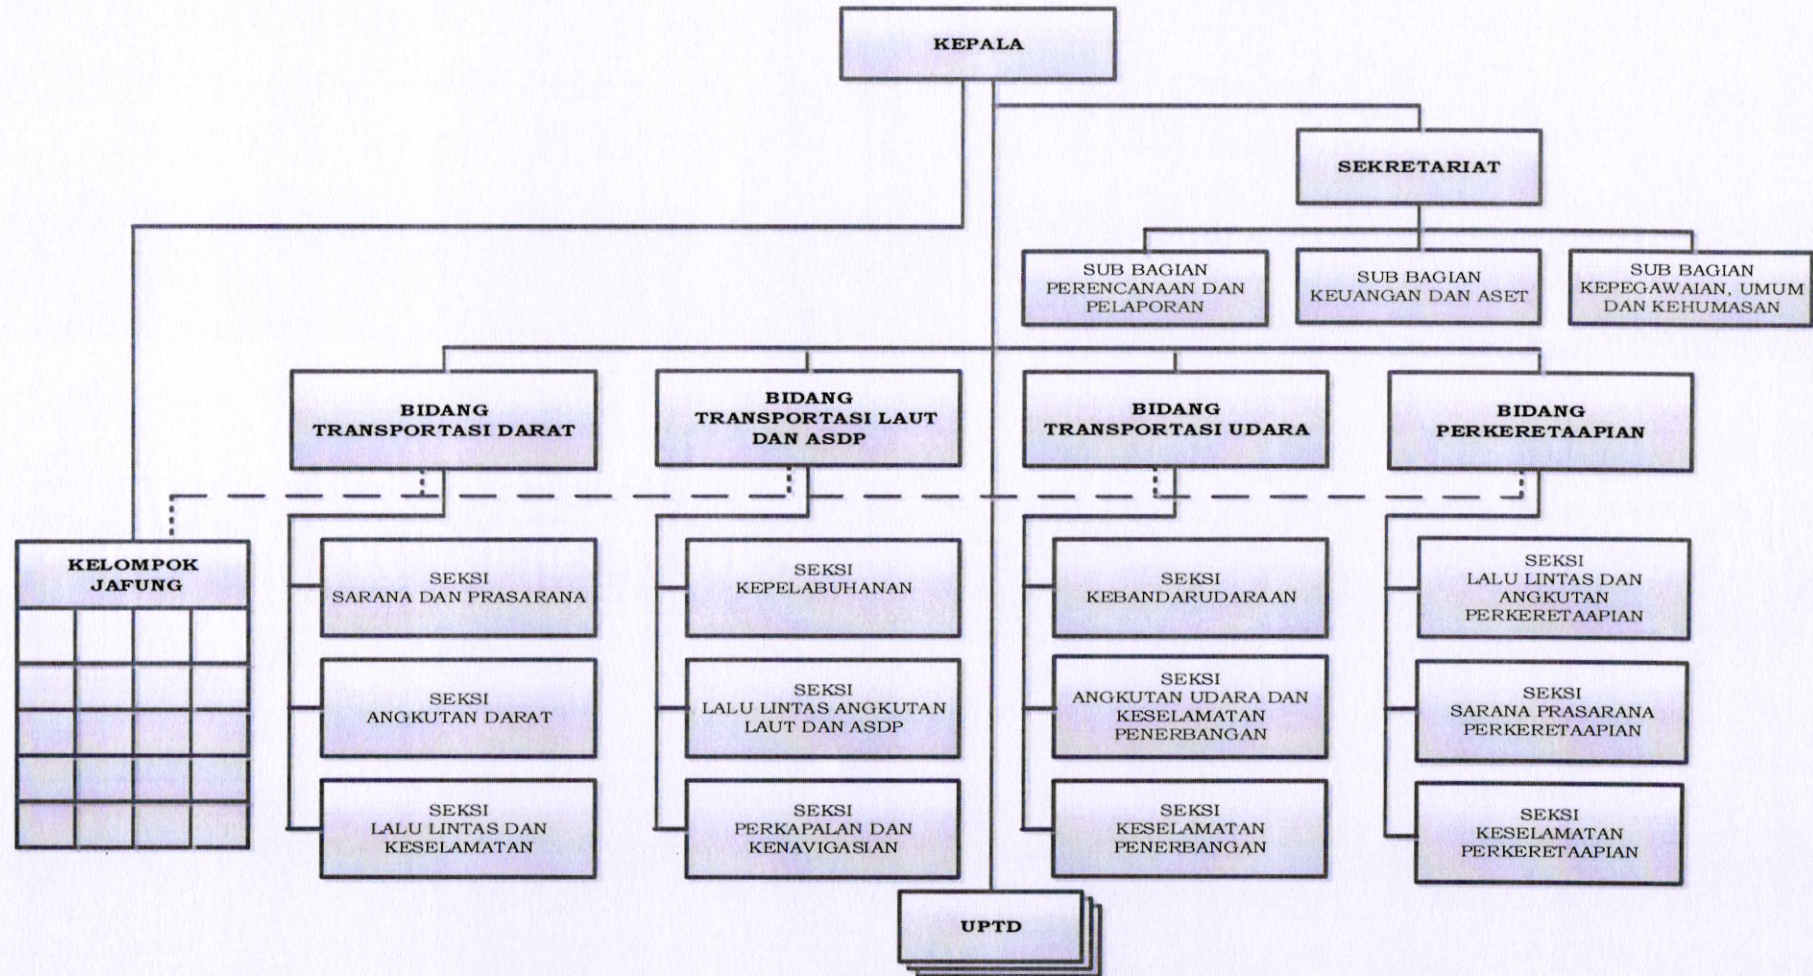 KEPALA
SEKRETARIAT
SUB BAGIAN
PERENCANAAN DAN
PELAPORAN
SUB BAGIAN
KEUANGAN DAN ASET
SUB BAGIAN
KEPEGAWAIAN, UMUM
DAN KEHUMASAN
BIDANG
TRANSPORTASI DARAT
BIDANG
TRANSPORTASI LAUT
DAN ASDP
BIDANG
TRANSPORTASI UDARA
BIDANG
PERKERETAAPIAN
KELOMPOK
JAFUNG
SEKSI
SARANA DAN PRASARANA
SEKSI
KEPELABUHANAN
SEKSI
KEBANDARUDARAAN
SEKSI
LALU LINTAS DAN
ANGKUTAN
PERKERETAAPIAN
SEKSI
ANGKUTAN DARAT
SEKSI
LALU LINTAS ANGKUTAN
LAUT DAN ASDP
SEKSI
ANGKUTAN UDARA DAN
KESELAMATAN
PENERBANGAN
SEKSI
SARANA PRASARANA
PERKERETAAPIAN
SEKSI
LALU LINTAS DAN
KESELAMATAN
SEKSI
PERKAPALAN DAN
KENAVIGASIAN
SEKSI
KESELAMATAN
PENERBANGAN
SEKSI
KESELAMATAN
PERKERETAAPIAN
UPTD